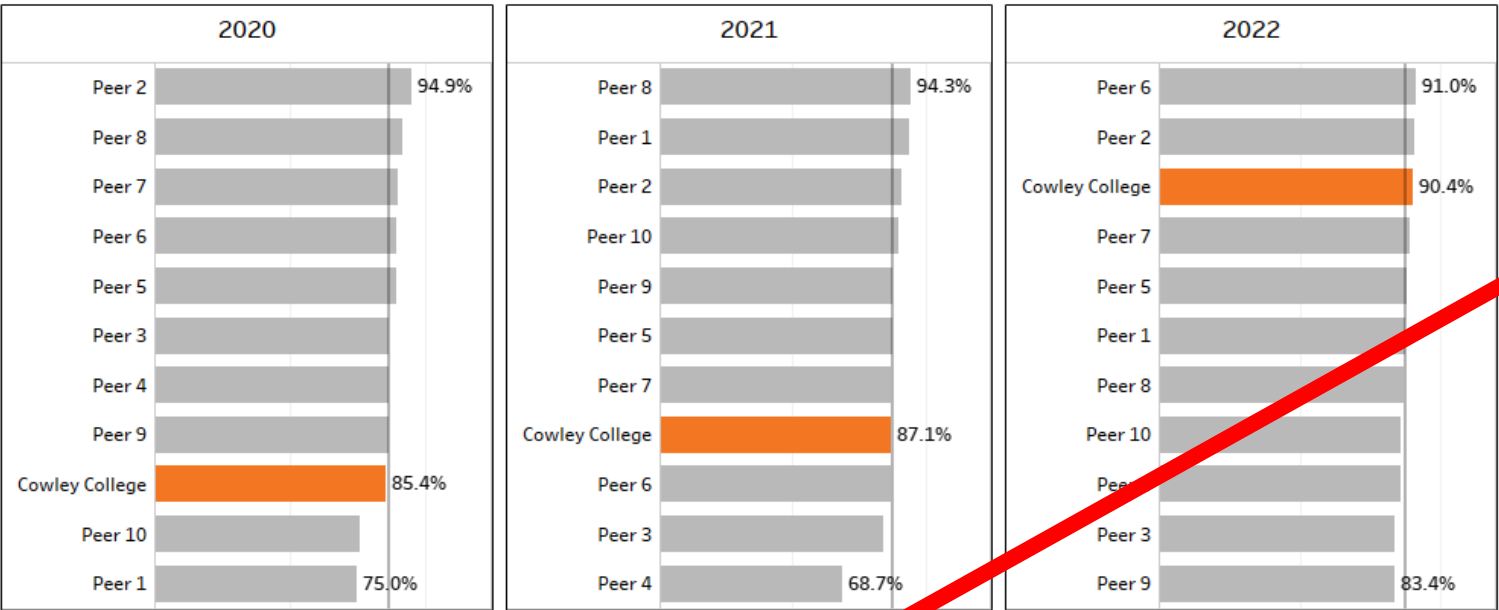 2020
Peer 2 94.9%
Peer 8
Peer 7
Peer 6
Peer 5
Peer 3
Peer 4
Peer 9
Cowley College 85.4%
Peer 10
Peer 1 75.0%
2021
Peer 8 94.3%
Peer 1
Peer 2
Peer 10
Peer 9
Peer 5
Peer 7
Cowley College 87.1%
Peer 6
Peer 3
Peer 4 68.7%
2022
Peer 6 91.0%
Peer 2
Cowley College 90.4%
Peer 7
Peer 5
Peer 1
Peer 8
Peer 10
Peer 3
Peer 9 83.4%